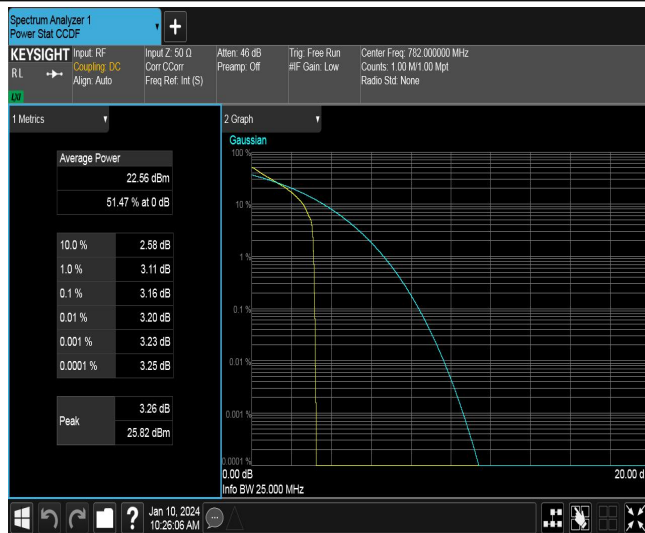 Spectrum Analyzer 1
Power Stat CCDF
KEYSIGHT
RL
LXI
Input: RF
Coupling: DC
Align: Auto
Input Z: 50 Ω
Corr CCorr
Freq Ref: Int (S)
Atten: 46 dB
Preamp: Off
Trig: Free Run
#IF Gain: Low
Center Freq: 782.000000 MHz
Counts: 1.00 M/1.00 Mpt
Radio Std: None
1 Metrics
Average Power
22.56 dBm
51.47 % at 0 dB
10.0 % 2.58 dB
1.0 % 3.11 dB
0.1 % 3.16 dB
0.01 % 3.20 dB
0.001 % 3.23 dB
0.0001 % 3.25 dB
Peak
3.26 dB
25.82 dBm
2 Graph
Gaussian
100 %
10 %
1 %
0.1 %
0.01 %
0.001 %
0.0001 %
0.00 dB
20.00 d
Info BW 25.000 MHz
?
Jan 10, 2024
10:26:06 AM